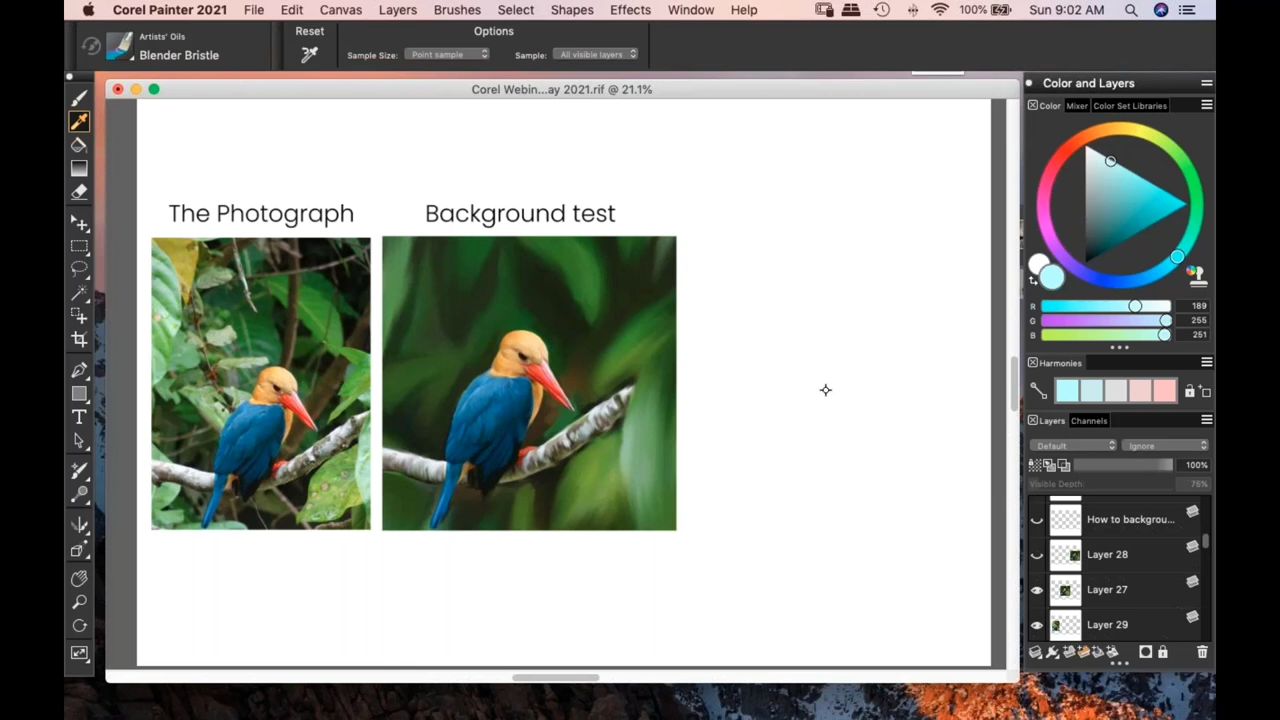 Corel Painter 2021 File Edit Canvas Layers Brushes Select Shapes Effects Window Help 100% Sun 9:02 AM
Artists' Oils
Blender Bristle
Reset
Options
Sample Size: Point sample Sample: All visible layers
Corel Webin...ay 2021.rif @ 21.1%
The Photograph
Background test
Color and Layers
Color Mixer Color Set Libraries
R 189
G 255
B 251
Harmonies
Layers Channels
Default Ignore
100%
Visible Depth: 75%
How to backgrou...
Layer 28
Layer 27
Layer 29
T